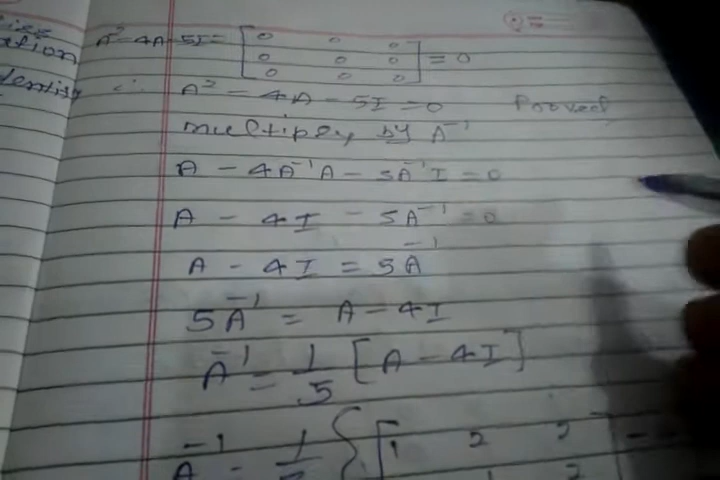 A² - 4A - 5I = [0 0 0
0 0 0
0 0 0] = 0
∴ A² - 4A - 5I = 0 Proved
multiply by A⁻¹
A - 4A⁻¹A - 5A⁻¹I = 0
A - 4I - 5A⁻¹ = 0
A - 4I = 5A⁻¹
5A⁻¹ = A - 4I
A⁻¹ = 1/5 [A - 4I]
A⁻¹ = 1/5 { [1 2 2
1 2